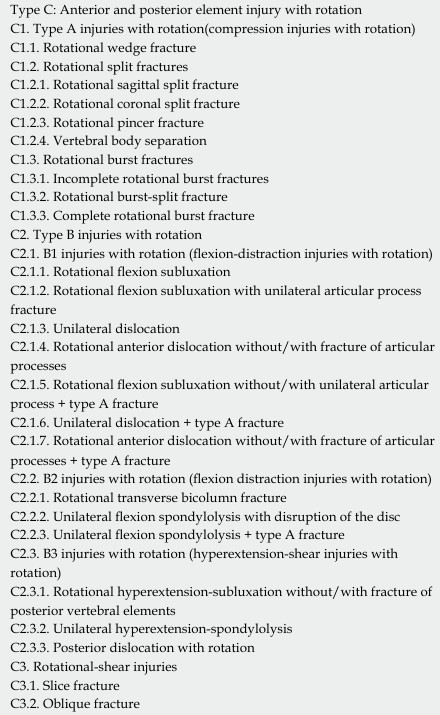 Type C: Anterior and posterior element injury with rotation
C1. Type A injuries with rotation(compression injuries with rotation)
C1.1. Rotational wedge fracture
C1.2. Rotational split fractures
C1.2.1. Rotational sagittal split fracture
C1.2.2. Rotational coronal split fracture
C1.2.3. Rotational pincer fracture
C1.2.4. Vertebral body separation
C1.3. Rotational burst fractures
C1.3.1. Incomplete rotational burst fractures
C1.3.2. Rotational burst-split fracture
C1.3.3. Complete rotational burst fracture
C2. Type B injuries with rotation
C2.1. B1 injuries with rotation (flexion-distraction injuries with rotation)
C2.1.1. Rotational flexion subluxation
C2.1.2. Rotational flexion subluxation with unilateral articular process
fracture
C2.1.3. Unilateral dislocation
C2.1.4. Rotational anterior dislocation without/with fracture of articular
processes
C2.1.5. Rotational flexion subluxation without/with unilateral articular
process + type A fracture
C2.1.6. Unilateral dislocation + type A fracture
C2.1.7. Rotational anterior dislocation without/with fracture of articular
processes + type A fracture
C2.2. B2 injuries with rotation (flexion distraction injuries with rotation)
C2.2.1. Rotational transverse bicolumn fracture
C2.2.2. Unilateral flexion spondylolysis with disruption of the disc
C2.2.3. Unilateral flexion spondylolysis + type A fracture
C2.3. B3 injuries with rotation (hyperextension-shear injuries with
rotation)
C2.3.1. Rotational hyperextension-subluxation without/with fracture of
posterior vertebral elements
C2.3.2. Unilateral hyperextension-spondylolysis
C2.3.3. Posterior dislocation with rotation
C3. Rotational-shear injuries
C3.1. Slice fracture
C3.2. Oblique fracture